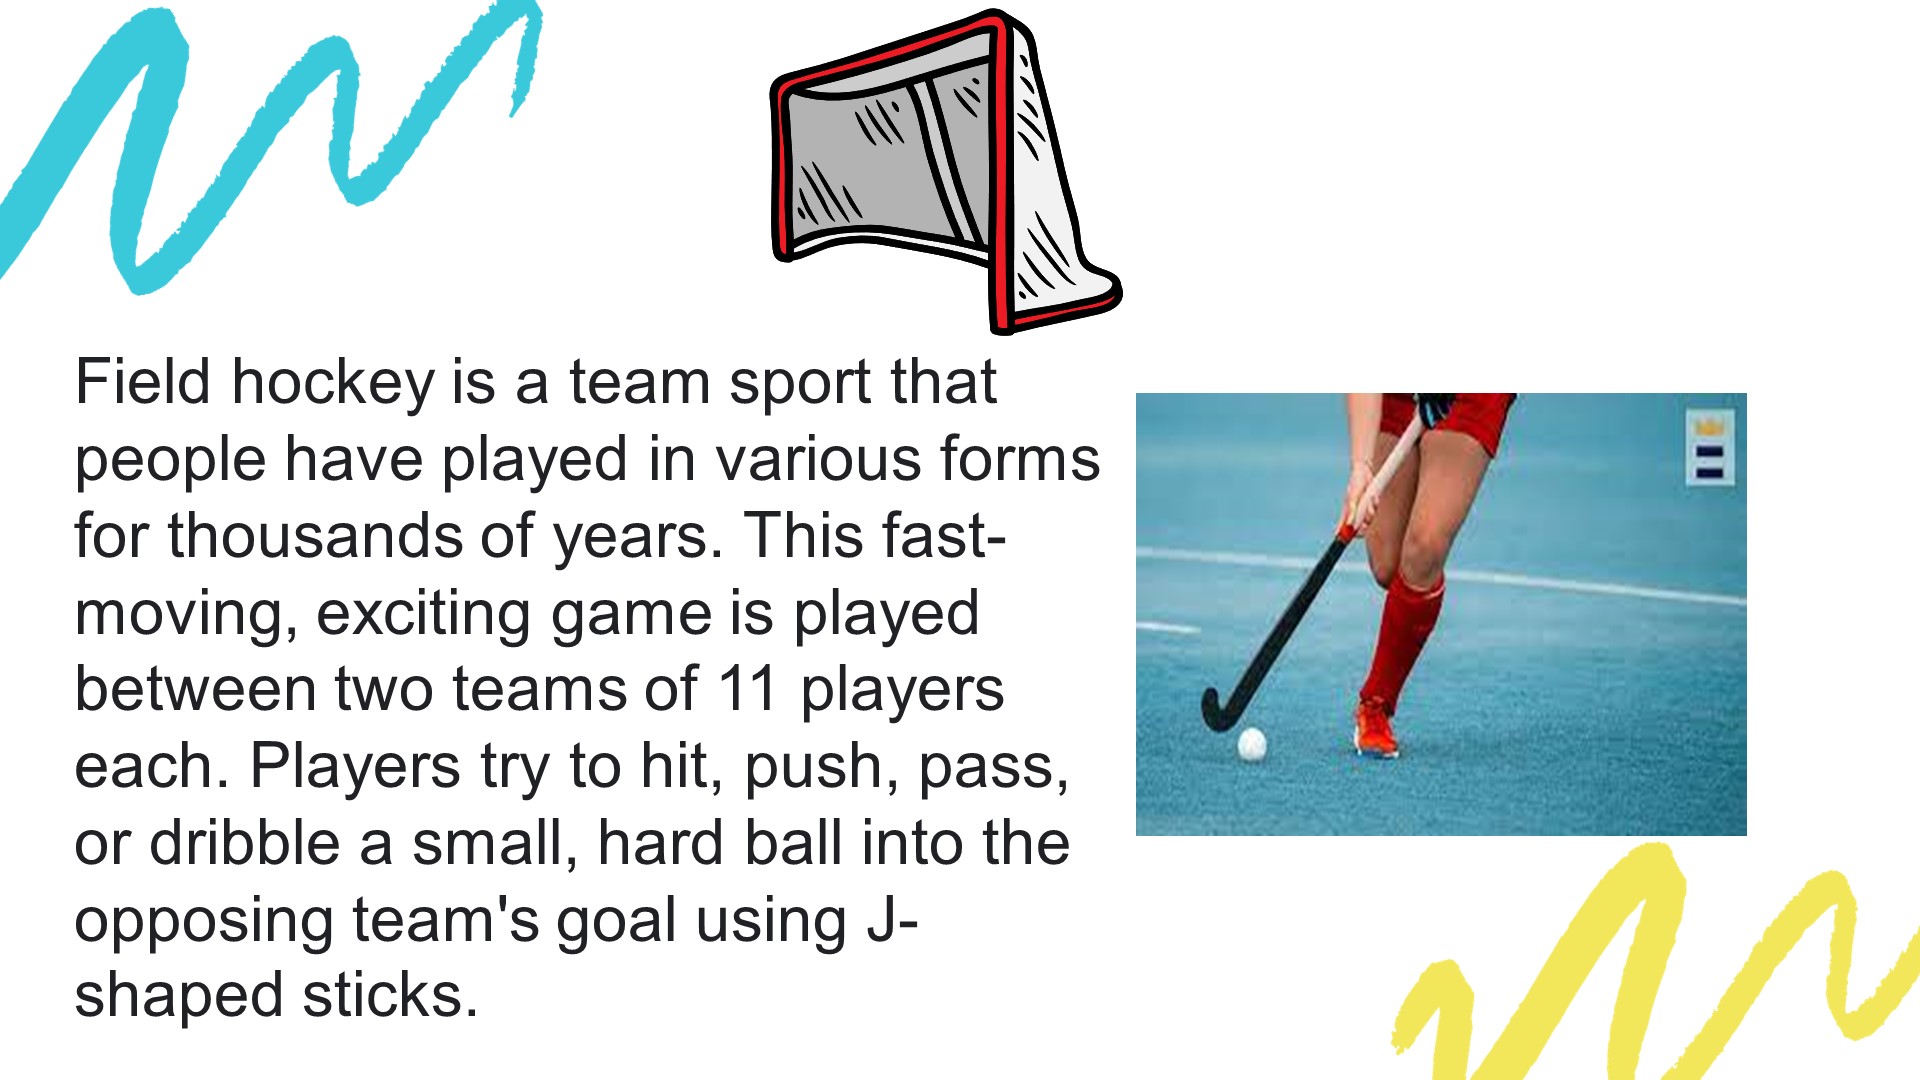 Field hockey is a team sport that
people have played in various forms
for thousands of years. This fast-
moving, exciting game is played
between two teams of 11 players
each. Players try to hit, push, pass,
or dribble a small, hard ball into the
opposing team's goal using J-
shaped sticks.